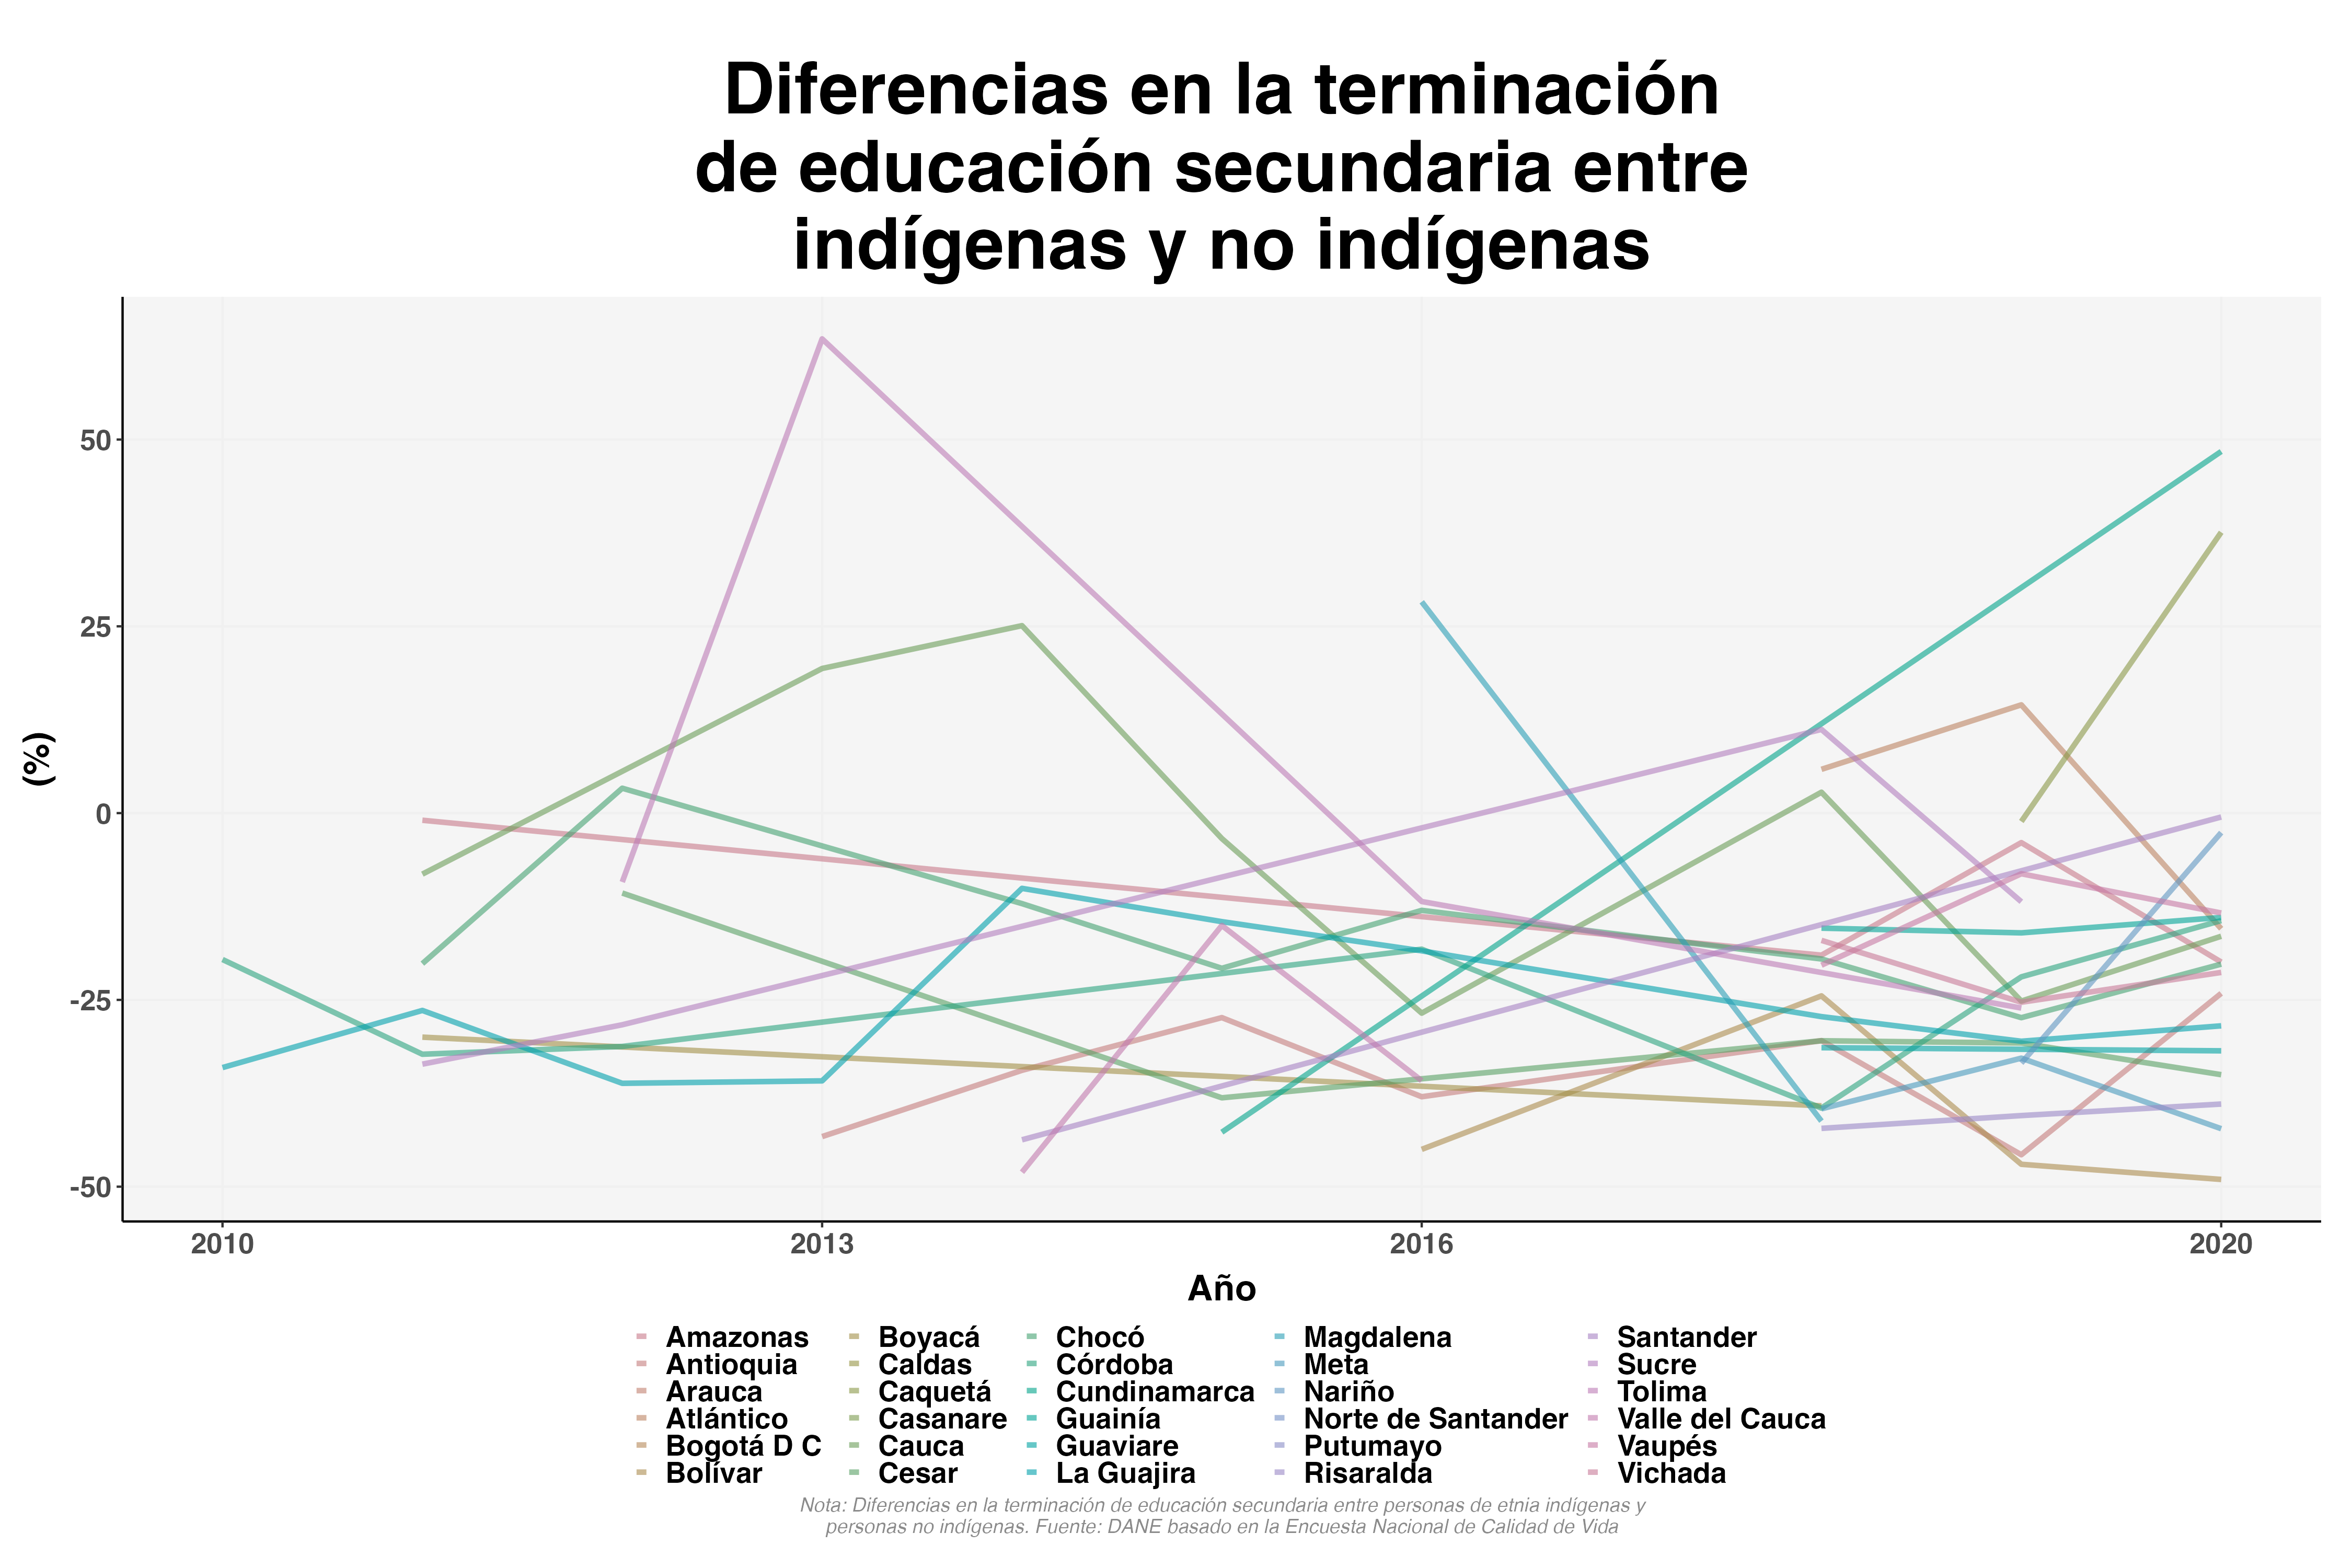 Diferencias en la terminación
de educación secundaria entre
indígenas y no indígenas
(%)
50
25
0
-25
-50
2010 2013 2016 2020
Año
Amazonas Boyacá Chocó Magdalena Santander
Antioquia Caldas Córdoba Meta Sucre
Arauca Caquetá Cundinamarca Nariño Tolima
Atlántico Casanare Guainía Norte de Santander Valle del Cauca
Bogotá D C Cauca Guaviare Putumayo Vaupés
Bolívar Cesar La Guajira Risaralda Vichada
Nota: Diferencias en la terminación de educación secundaria entre personas de etnia indígenas y
personas no indígenas. Fuente: DANE basado en la Encuesta Nacional de Calidad de Vida